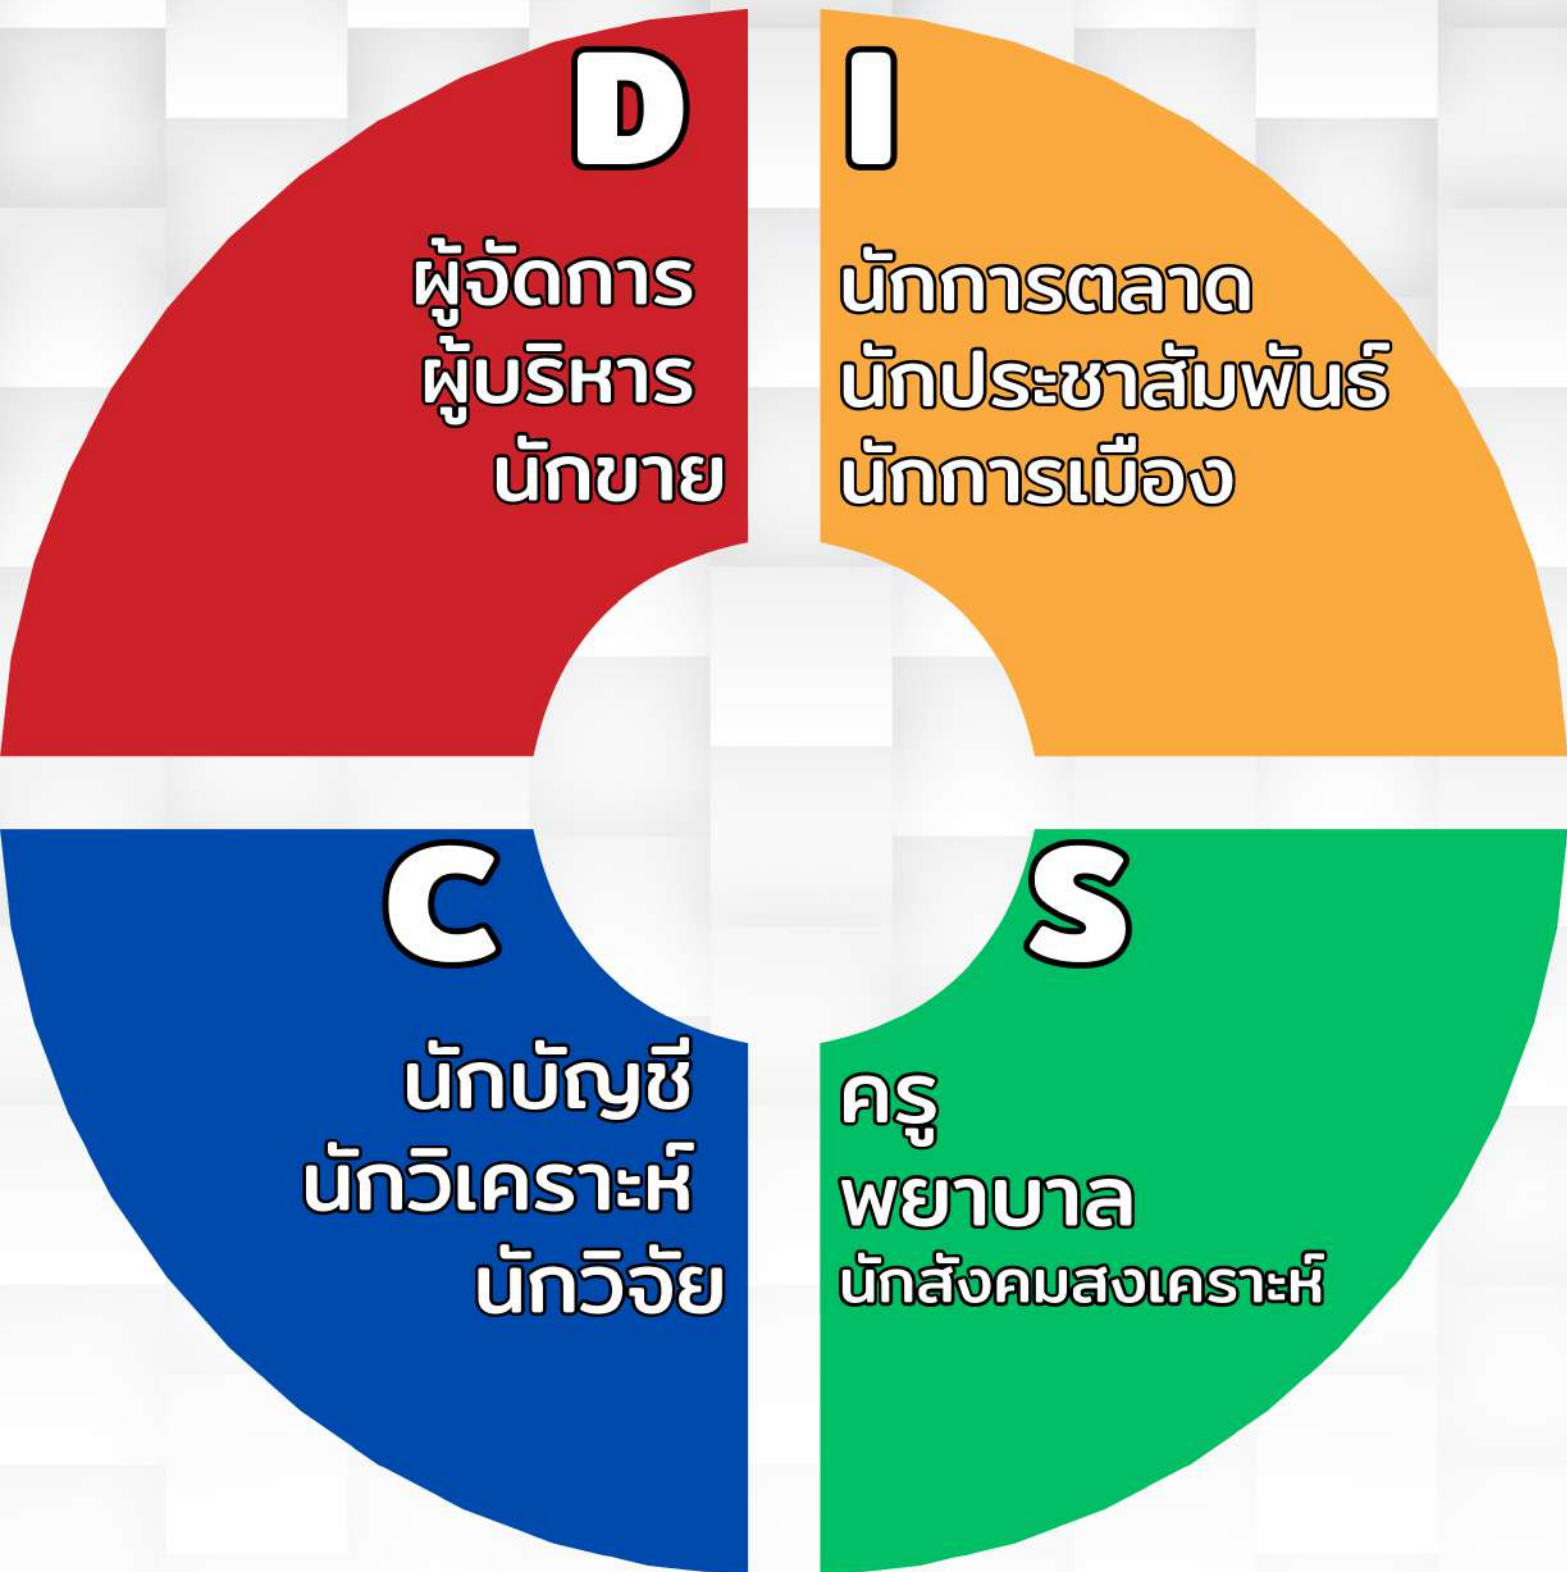 D
ผู้จัดการ
ผู้บริหาร
นักขาย
I
นักการตลาด
นักประชาสัมพันธ์
นักการเมือง
C
นักบัญชี
นักวิเคราะห์
นักวิจัย
S
ครู
พยาบาล
นักสังคมสงเคราะห์